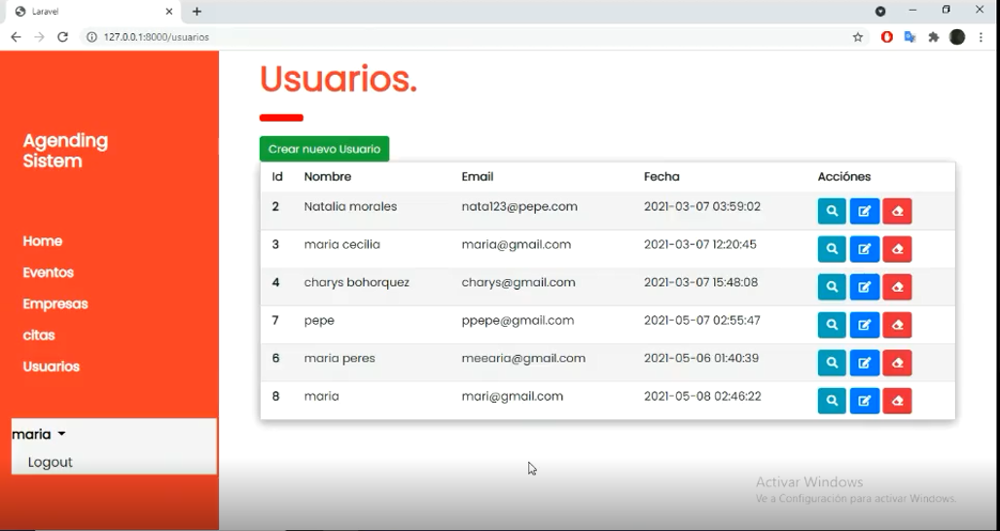 Laravel
127.0.0.1:8000/usuarios
Agending
Sistem
Home
Eventos
Empresas
citas
Usuarios
maria
Logout
Usuarios.
Crear nuevo Usuario
Id Nombre Email Fecha Acciónes
2 Natalia morales nata123@pepe.com 2021-03-07 03:59:02
3 maria cecilia maria@gmail.com 2021-03-07 12:20:45
4 charys bohorquez charys@gmail.com 2021-03-07 15:48:08
7 pepe ppepe@gmail.com 2021-05-07 02:55:47
6 maria peres meearia@gmail.com 2021-05-06 01:40:39
8 maria mari@gmail.com 2021-05-08 02:46:22
Activar Windows
Ve a Configuración para activar Windows.